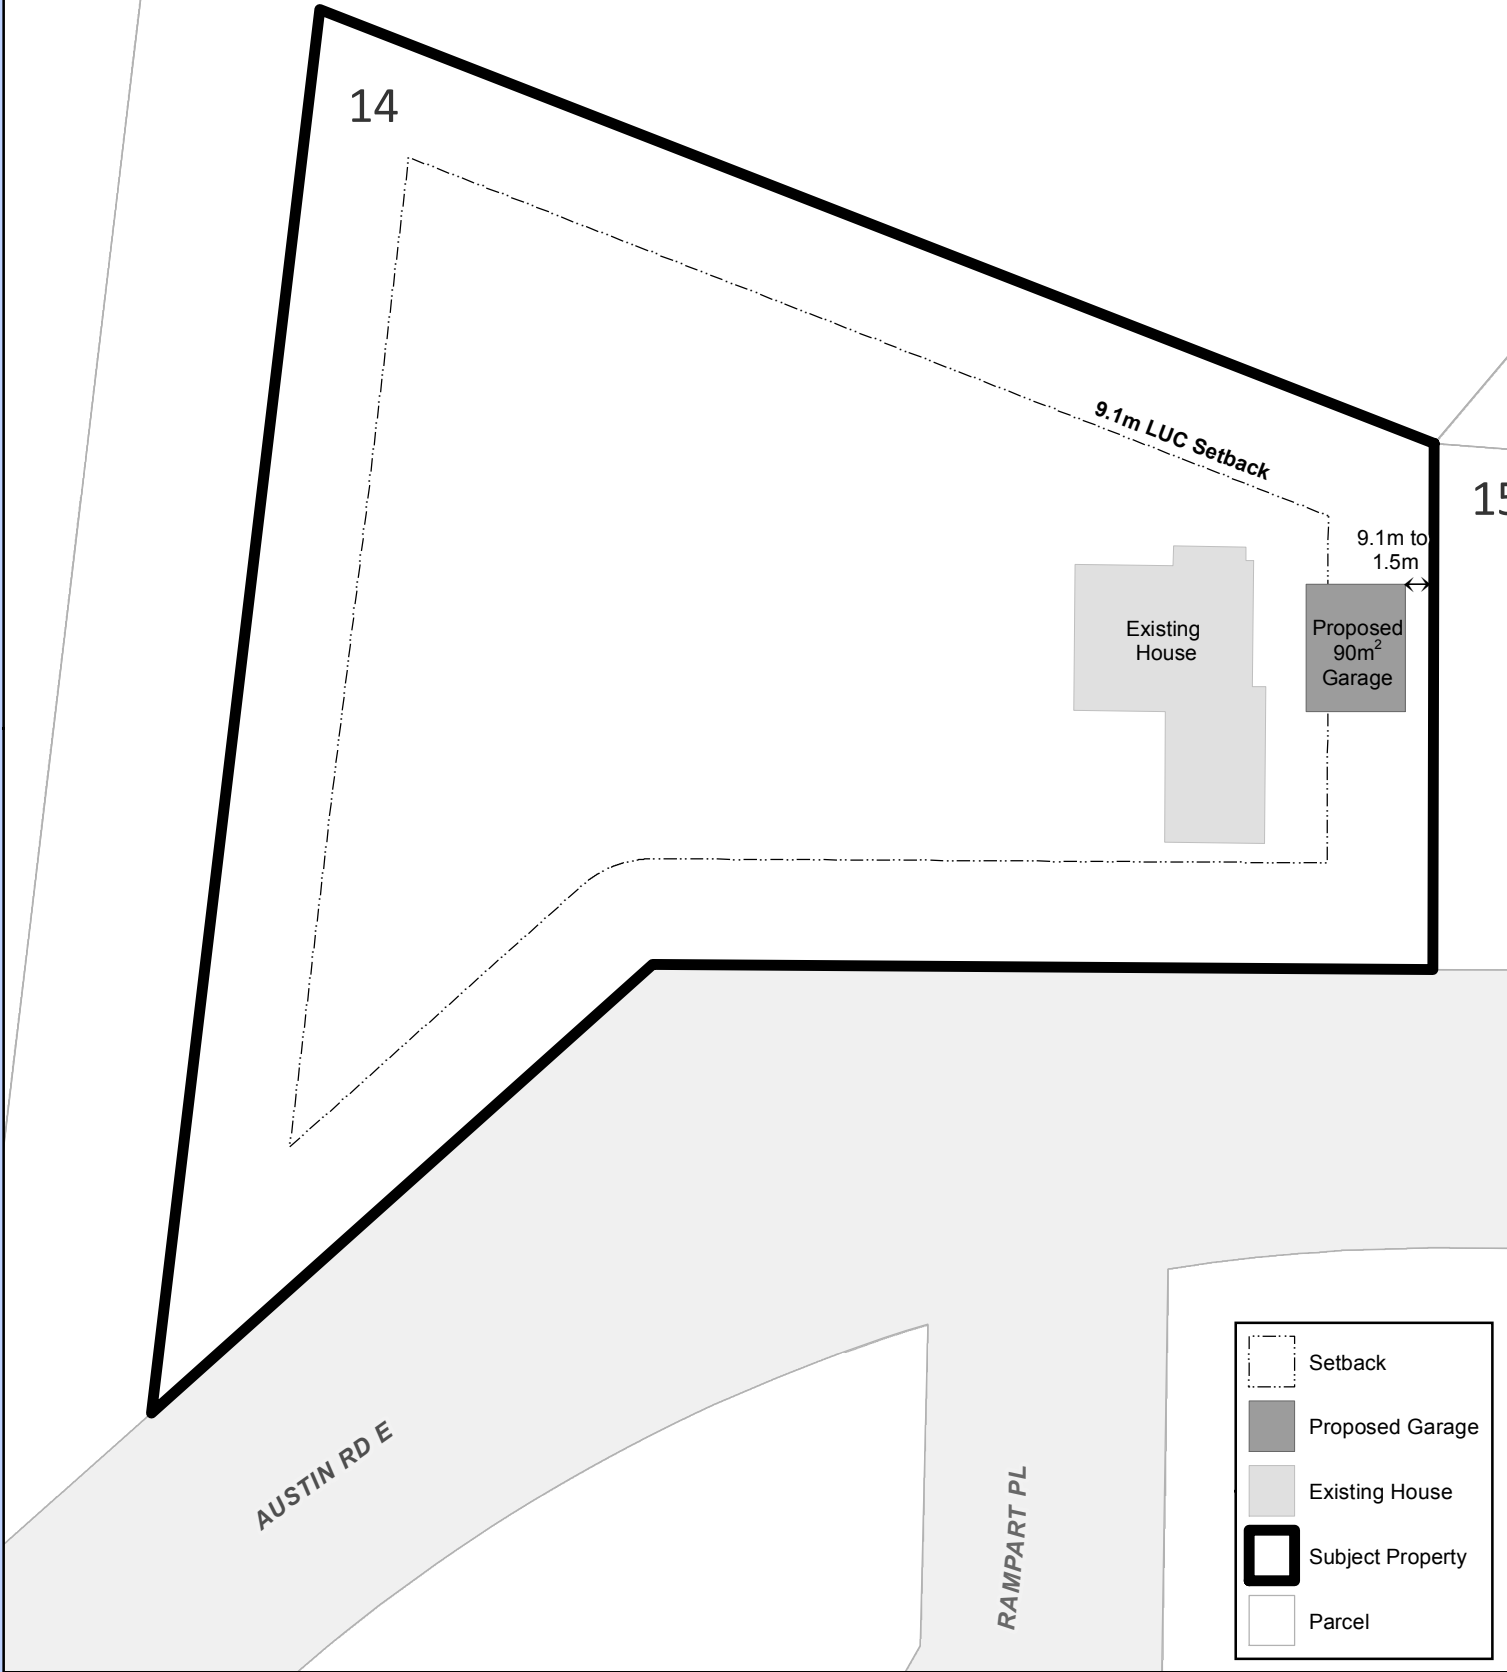 14
9.1m LUC Setback
15
9.1m to
1.5m
Existing
House
Proposed
90m²
Garage
AUSTIN RD E
RAMPART PL
Setback
Proposed Garage
Existing House
Subject Property
Parcel